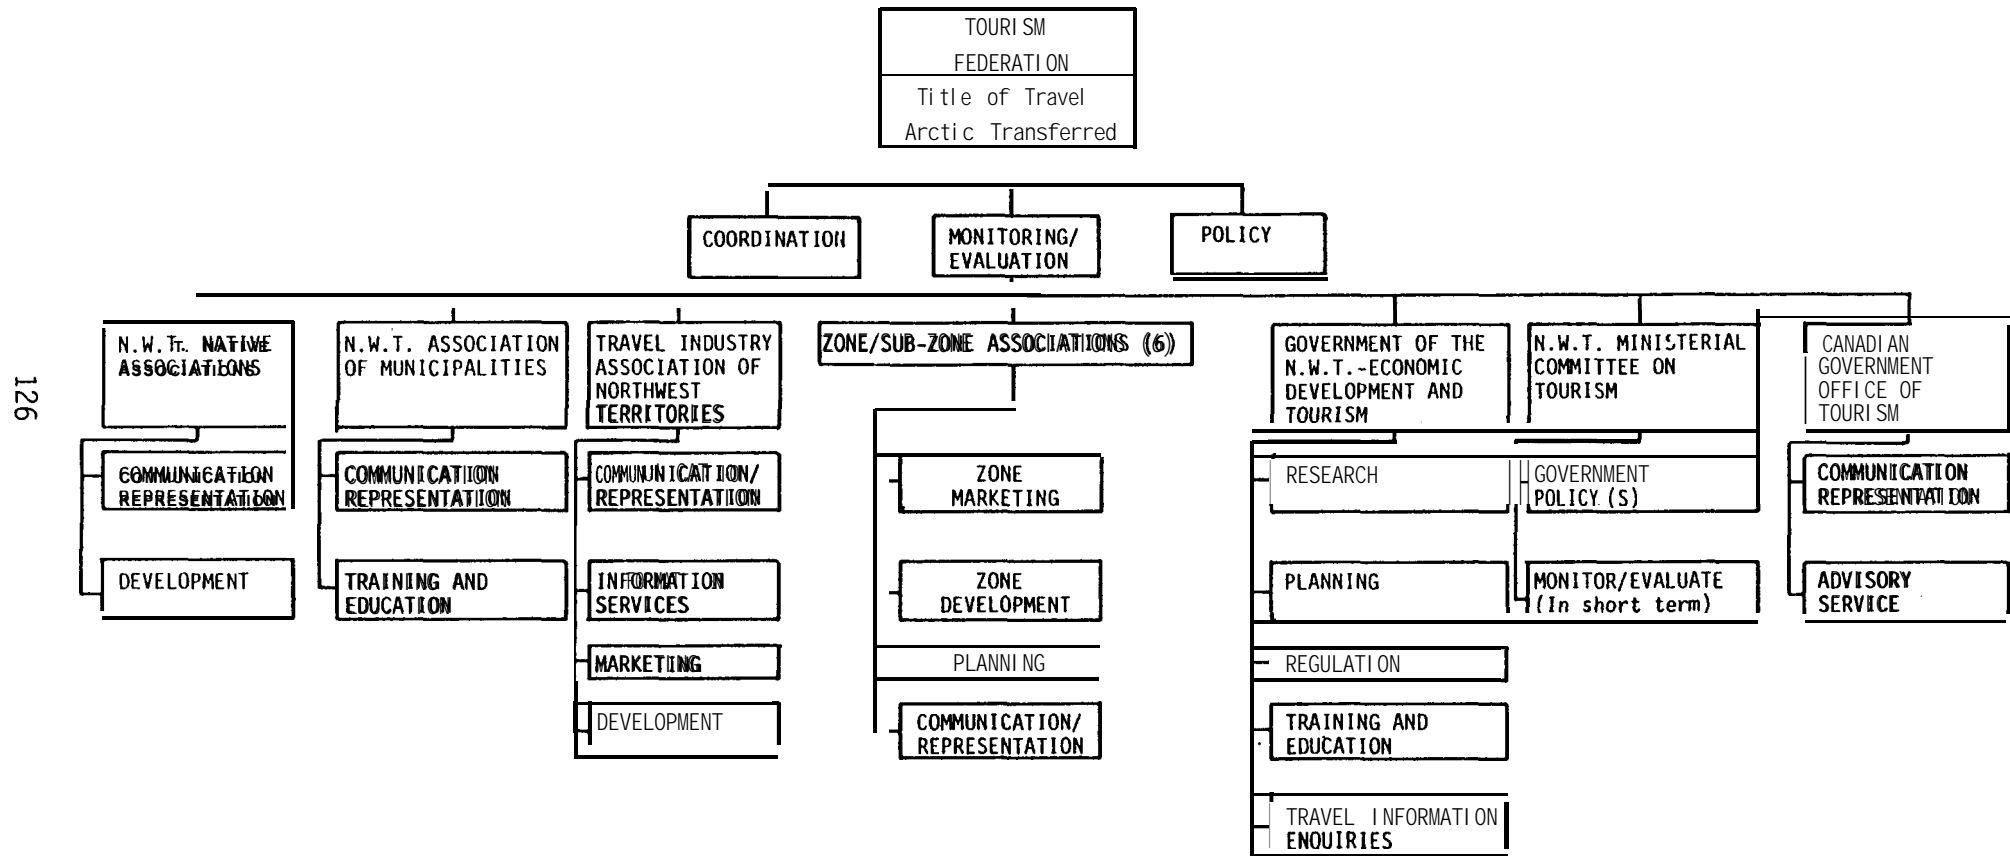 TOURISM
FEDERATION
Title of Travel
Arctic Transferred
COORDINATION
MONITORING/
EVALUATION
POLICY
N.W.T. NATIVE
ASSOCIATIONS
COMMUNICATION
REPRESENTATION
DEVELOPMENT
N.W.T. ASSOCIATION
OF MUNICIPALITIES
COMMUNICATION
REPRESENTATION
TRAINING AND
EDUCATION
TRAVEL INDUSTRY
ASSOCIATION OF
NORTHWEST
TERRITORIES
COMMUNICATION/
REPRESENTATION
INFORMATION
SERVICES
MARKETING
DEVELOPMENT
ZONE/SUB-ZONE ASSOCIATIONS (6)
ZONE
MARKETING
ZONE
DEVELOPMENT
PLANNING
COMMUNICATION/
REPRESENTATION
GOVERNMENT OF THE
N.W.T.-ECONOMIC
DEVELOPMENT AND
TOURISM
RESEARCH
PLANNING
REGULATION
TRAINING AND
EDUCATION
TRAVEL INFORMATION
ENQUIRIES
N.W.T. MINISTERIAL
COMMITTEE ON
TOURISM
GOVERNMENT
POLICY (S)
MONITOR/EVALUATE
(In short term)
CANADIAN
GOVERNMENT
OFFICE OF
TOURISM
COMMUNICATION
REPRESENTATION
ADVISORY
SERVICE
126